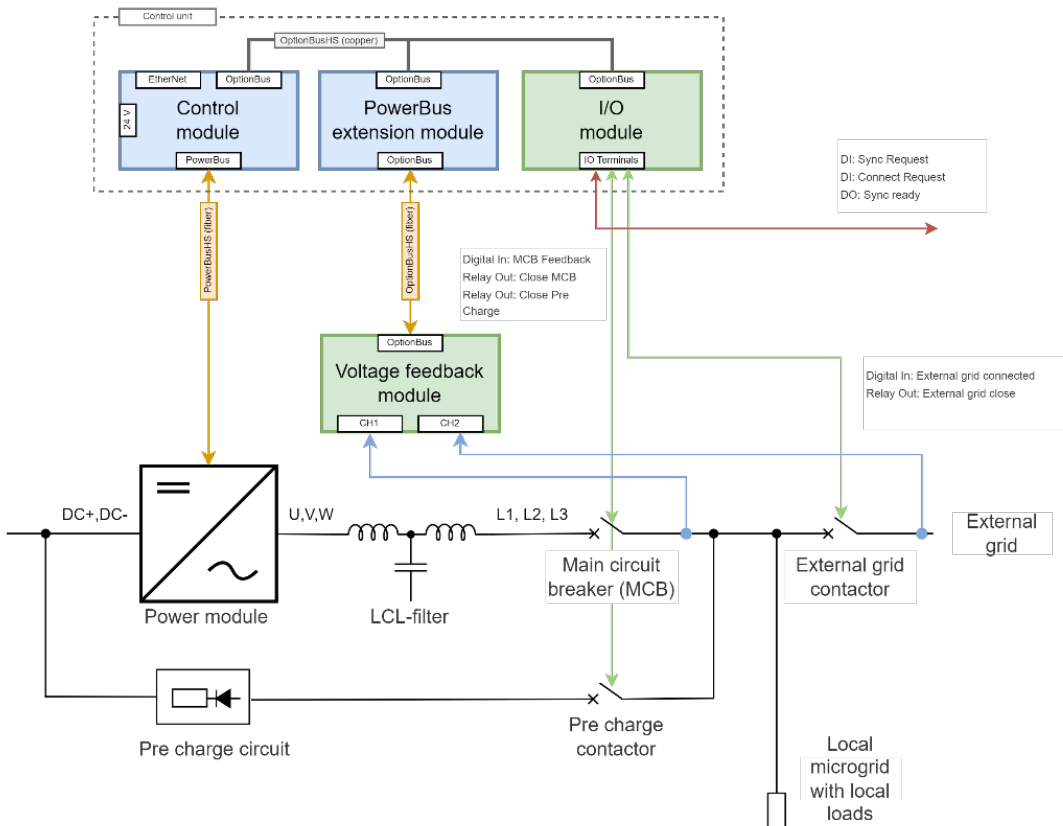 Control unit
OptionBusHS (copper)
EtherNet
OptionBus
OptionBus
OptionBus
24 V
Control
module
PowerBus
extension module
I/O
module
PowerBus
OptionBus
IO Terminals
DI: Sync Request
DI: Connect Request
DO: Sync ready
PowerBusHS (fiber)
OptionBusHS (fiber)
Digital In: MCB Feedback
Relay Out: Close MCB
Relay Out: Close Pre
Charge
OptionBus
Voltage feedback
module
CH1
CH2
Digital In: External grid connected
Relay Out: External grid close
DC+,DC-
U,V,W
L1, L2, L3
External
grid
Power module
LCL-filter
Main circuit
breaker (MCB)
External grid
contactor
Pre charge circuit
Pre charge
contactor
Local
microgrid
with local
loads